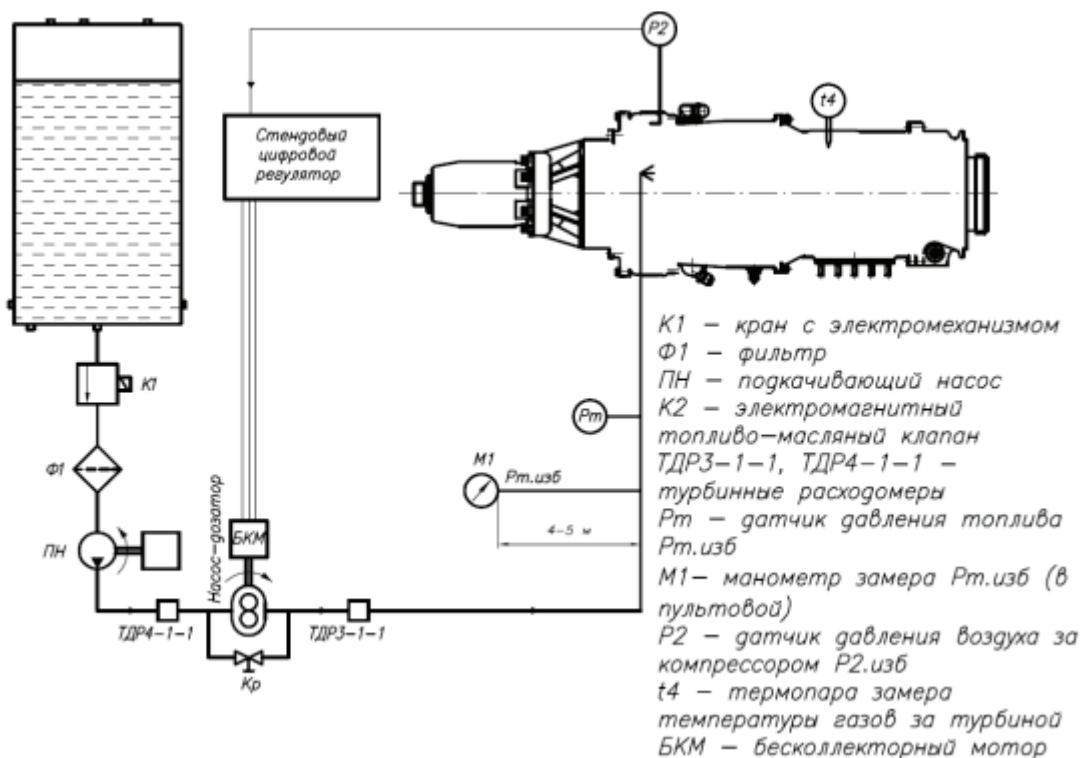 P2
t4
Стендовый
цифровой
регулятор
К1
Ф1
ПН
Насос-дозатор
БКМ
ТДР4-1-1
ТДР3-1-1
Кр
М1
Рт.изб
Рт
4-5 м
К1 – кран с электромеханизмом
Ф1 – фильтр
ПН – подкачивающий насос
К2 – электромагнитный
топливо-масляный клапан
ТДР3-1-1, ТДР4-1-1 –
турбинные расходомеры
Рт – датчик давления топлива
Рт.изб
М1– манометр замера Рт.изб (в
пультовой)
Р2 – датчик давления воздуха за
компрессором Р2.изб
t4 – термопара замера
температуры газов за турбиной
БКМ – бесколлекторный мотор